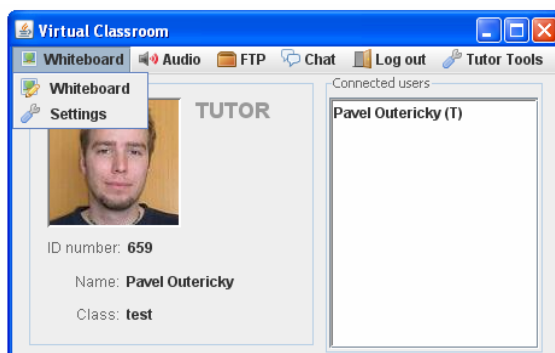 Virtual Classroom
Whiteboard Audio FTP Chat Log out Tutor Tools
Whiteboard
Settings
TUTOR
ID number: 659
Name: Pavel Outericky
Class: test
Connected users
Pavel Outericky (T)